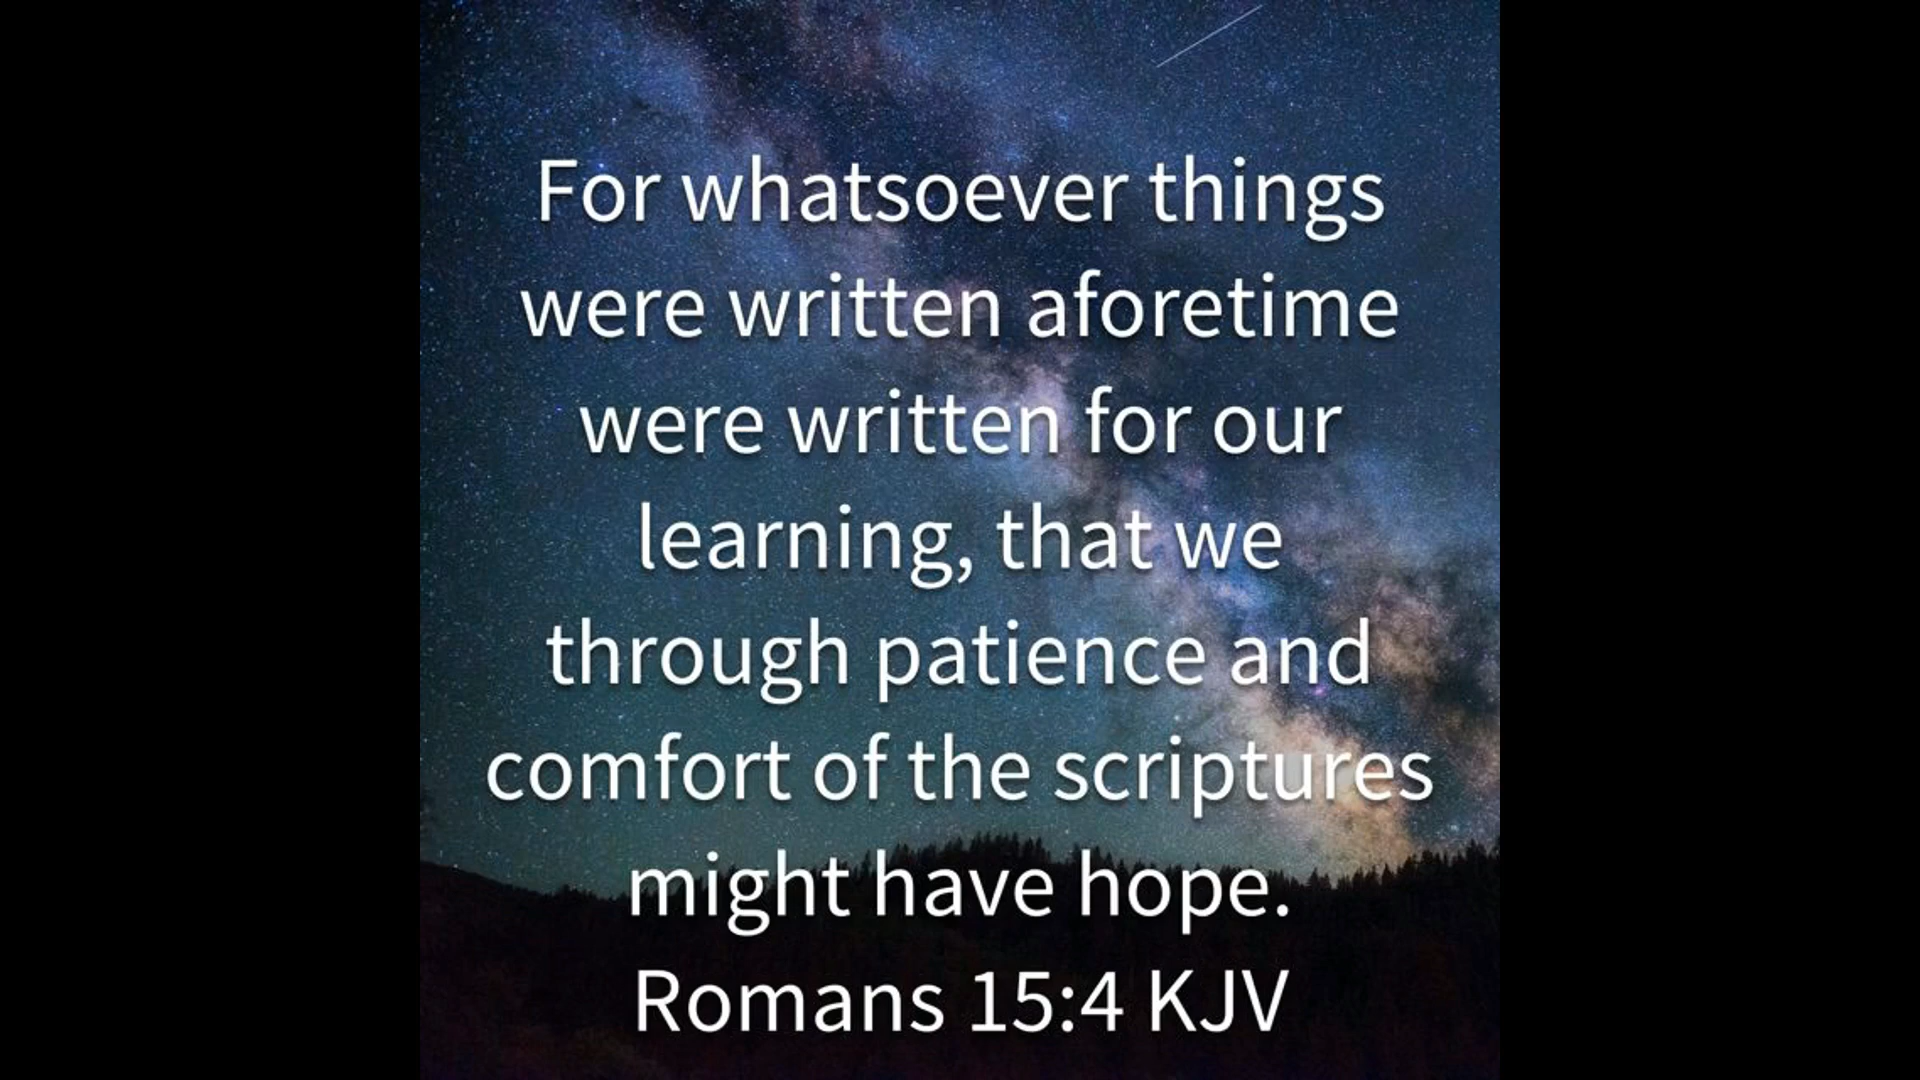 For whatsoever things
were written aforetime
were written for our
learning, that we
through patience and
comfort of the scriptures
might have hope.
Romans 15:4 KJV